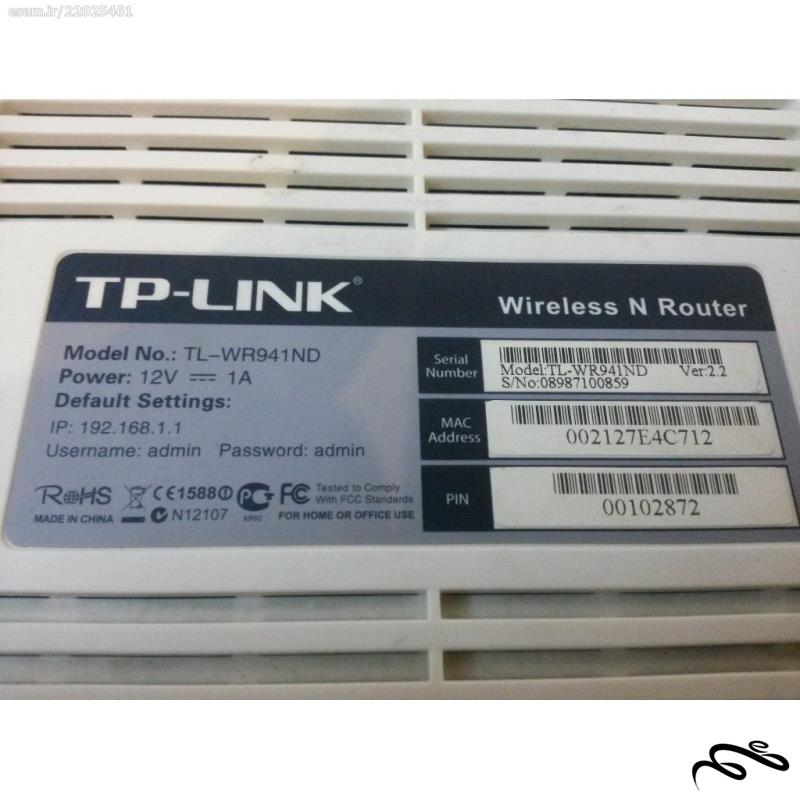 esam.ir/22025461
TP-LINK®
Wireless N Router
Model No.: TL-WR941ND
Power: 12V ⎓ 1A
Default Settings:
IP: 192.168.1.1
Username: admin Password: admin
RoHS CE1588 FC Tested to Comply
With FCC Standards
MADE IN CHINA N12107 AR60 FOR HOME OR OFFICE USE
Serial
Number
Model:TL-WR941ND Ver:2.2
S/No:08987100859
MAC
Address
002127E4C712
PIN
00102872